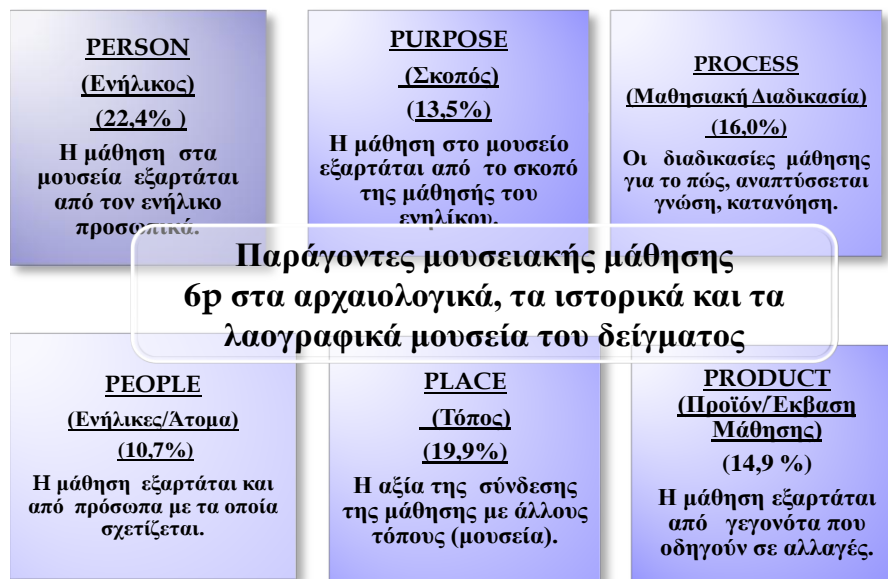 PERSON
(Ενήλικος)
(22,4% )
Η μάθηση στα
μουσεία εξαρτάται
από τον ενήλικο
προσωπικά.
PURPOSE
(Σκοπός)
(13,5%)
Η μάθηση στο μουσείο
εξαρτάται από το σκοπό
της μάθησής του
ενηλίκου.
PROCESS
(Μαθησιακή Διαδικασία)
(16,0%)
Οι διαδικασίες μάθησης
για το πώς, αναπτύσσεται
γνώση, κατανόηση.
Παράγοντες μουσειακής μάθησης
6p στα αρχαιολογικά, τα ιστορικά και τα
λαογραφικά μουσεία του δείγματος
PEOPLE
(Ενήλικες/Άτομα)
(10,7%)
Η μάθηση εξαρτάται και
από πρόσωπα με τα οποία
σχετίζεται.
PLACE
(Τόπος)
(19,9%)
Η αξία της σύνδεσης
της μάθησης με άλλους
τόπους (μουσεία).
PRODUCT
(Προϊόν/Έκβαση
Μάθησης)
(14,9 %)
Η μάθηση εξαρτάται
από γεγονότα που
οδηγούν σε αλλαγές.